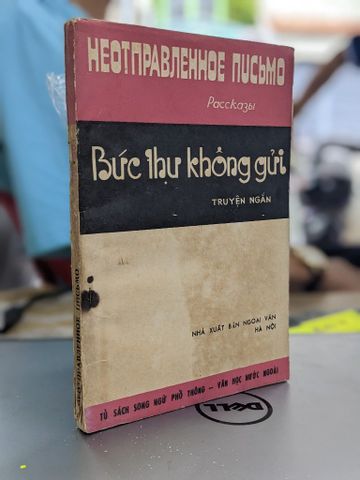 НЕОТПРАВЛЕННОЕ ПИСЬМО
Рассказы
Bức thư không gửi
TRUYỆN NGẮN
NHÀ XUẤT BẢN NGOẠI VĂN
HÀ NỘI
TỦ SÁCH SONG NGỮ PHỔ THÔNG — VĂN HỌC NƯỚC NGOÀI
НЕОТПРАВЛЕННОЕ ПИСЬМО
DELL